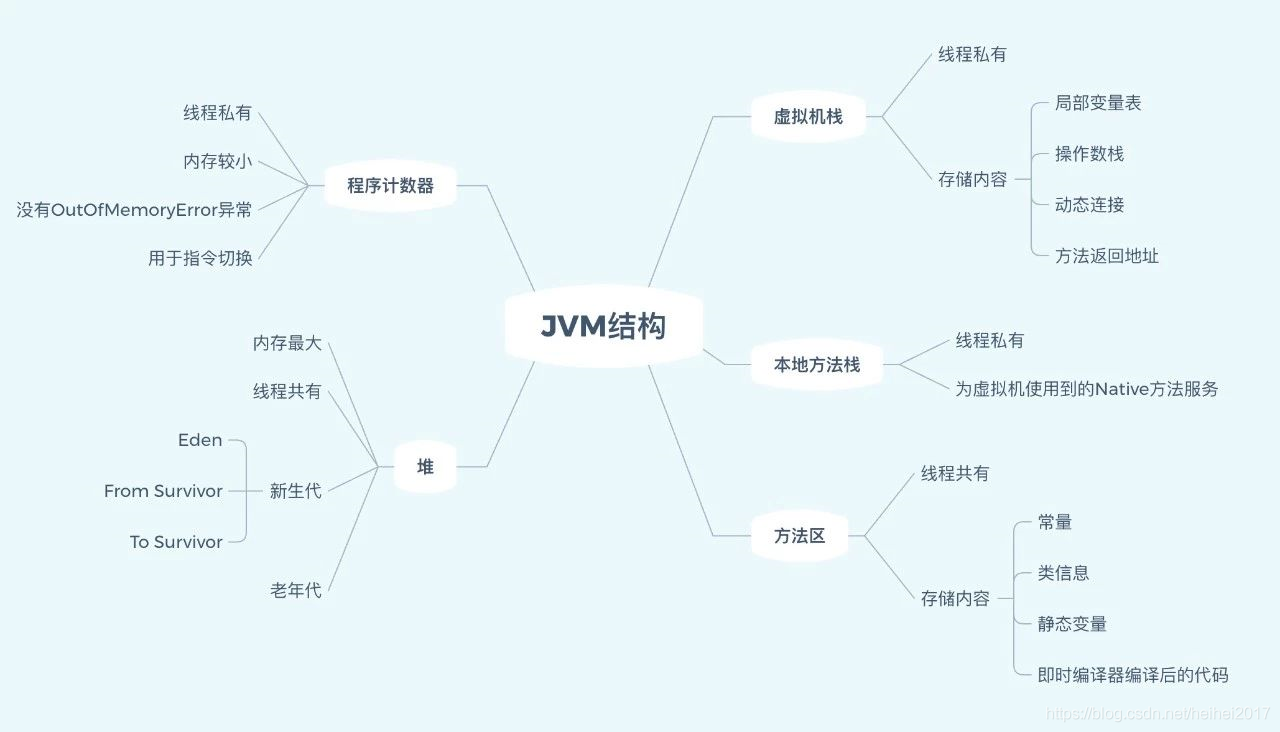 JVM结构
虚拟机栈
线程私有
存储内容
局部变量表
操作数栈
动态连接
方法返回地址
本地方法栈
线程私有
为虚拟机使用到的Native方法服务
方法区
线程共有
存储内容
常量
类信息
静态变量
即时编译器编译后的代码
程序计数器
线程私有
内存较小
没有OutOfMemoryError异常
用于指令切换
堆
内存最大
线程共有
新生代
Eden
From Survivor
To Survivor
老年代
https://blog.csdn.net/heihei2017